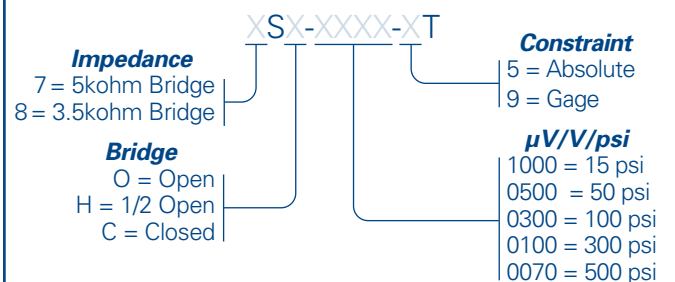 XSX-XXXX-XT
Impedance
7 = 5kohm Bridge
8 = 3.5kohm Bridge
Bridge
O = Open
H = 1/2 Open
C = Closed
Constraint
5 = Absolute
9 = Gage
µV/V/psi
1000 = 15 psi
0500 = 50 psi
0300 = 100 psi
0100 = 300 psi
0070 = 500 psi